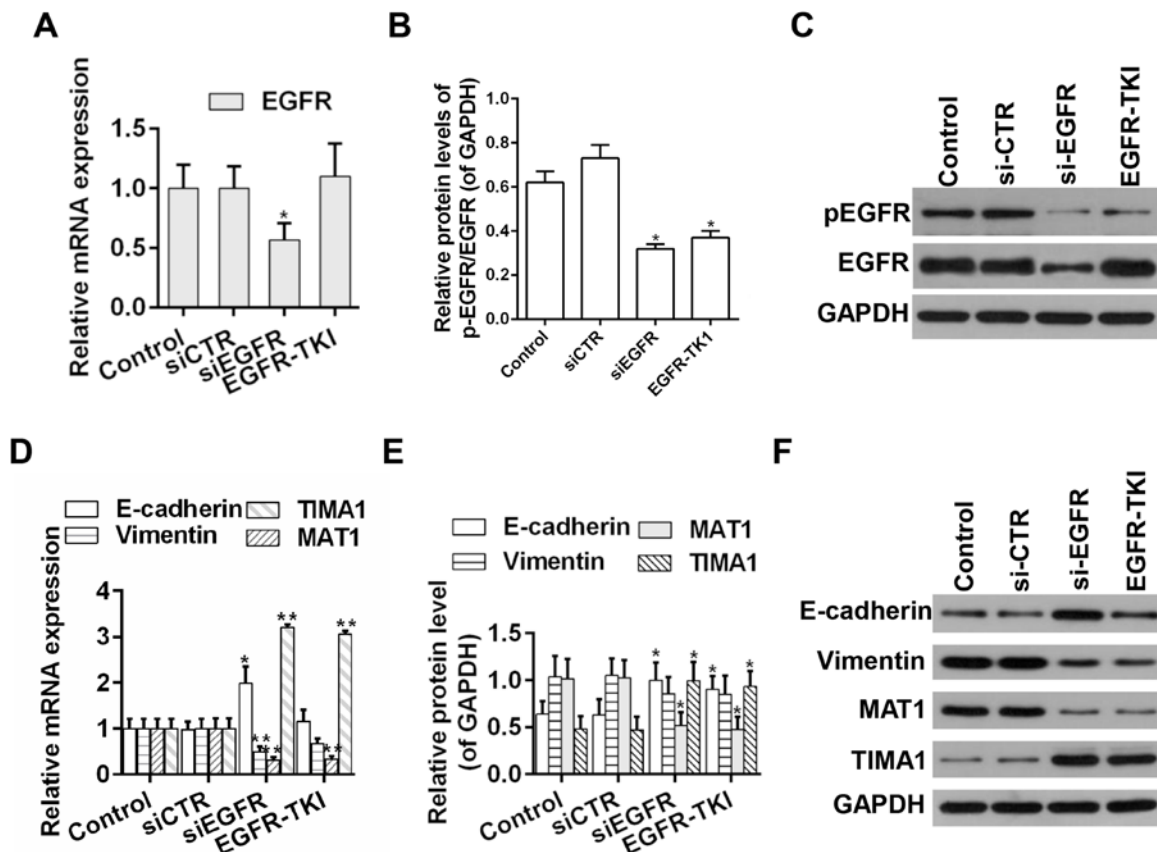 A
Relative mRNA expression
EGFR
1.5
1.0
0.5
0.0
*
Control
siCTR
siEGFR
EGFR-TKI
B
Relative protein levels of
p-EGFR/EGFR (of GAPDH)
1.0
0.8
0.6
0.4
0.2
0.0
*
*
Control
siCTR
siEGFR
EGFR-TK1
C
Control
si-CTR
si-EGFR
EGFR-TKI
pEGFR
EGFR
GAPDH
D
E-cadherin
TIMA1
Vimentin
MAT1
Relative mRNA expression
4
3
2
1
0
*
**
**
**
**
**
Control
siCTR
siEGFR
EGFR-TKI
E
E-cadherin
MAT1
Vimentin
TIMA1
Relative protein level
(of GAPDH)
1.5
1.0
0.5
0.0
*
*
*
*
*
*
Control
siCTR
siEGFR
EGFR-TKI
F
Control
si-CTR
si-EGFR
EGFR-TKI
E-cadherin
Vimentin
MAT1
TIMA1
GAPDH